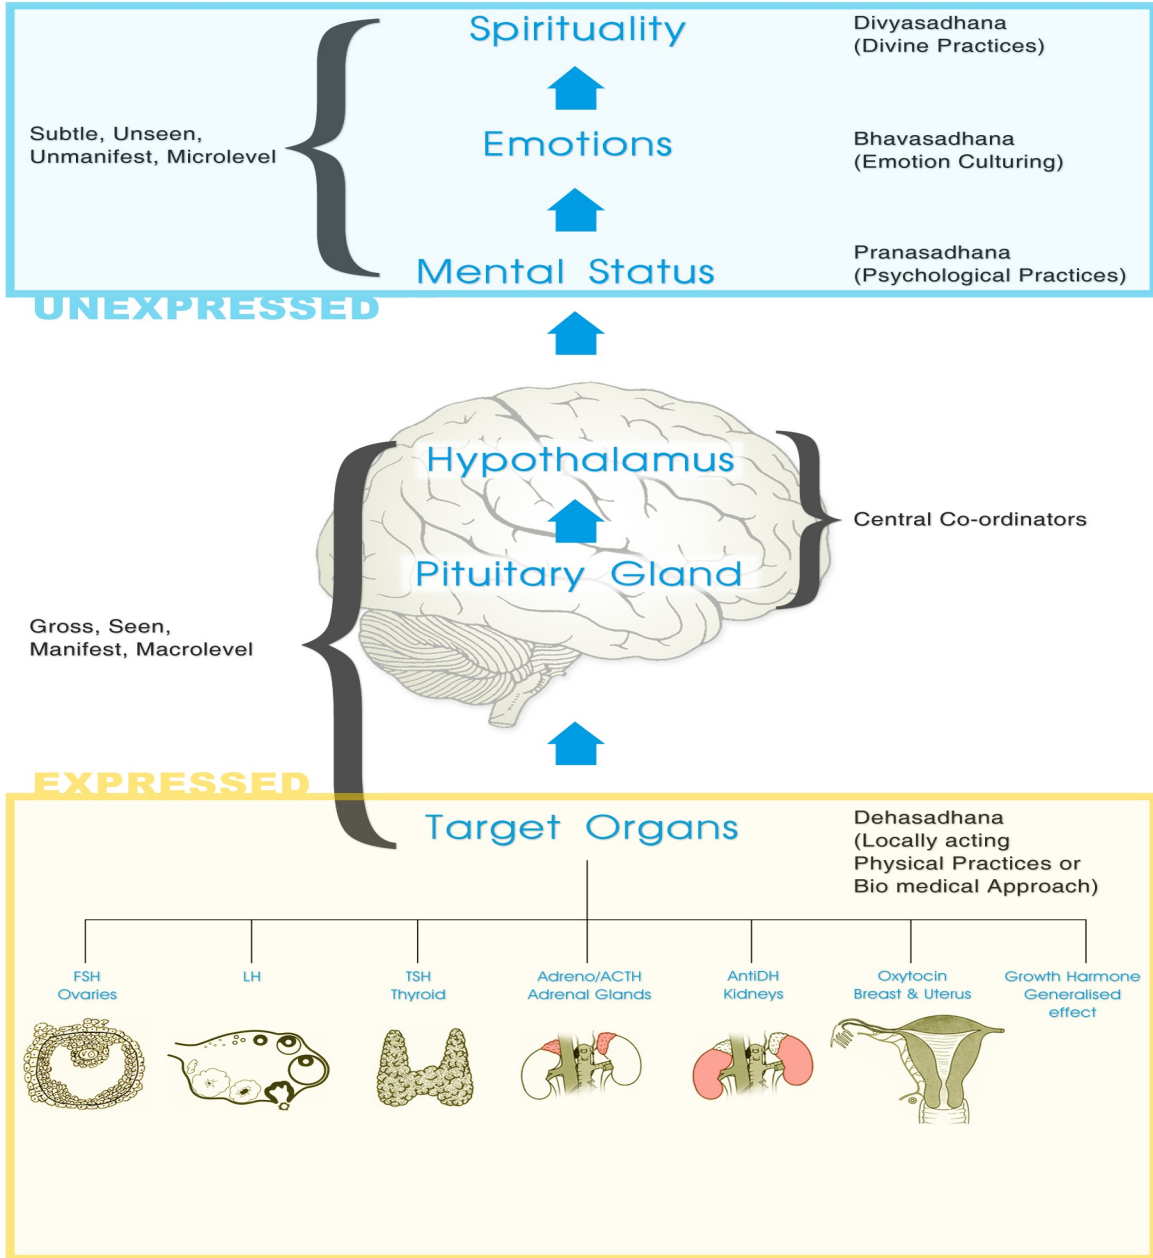 Spirituality
Divyasadhana
(Divine Practices)
Subtle, Unseen,
Unmanifest, Microlevel
Emotions
Bhavasadhana
(Emotion Culturing)
Mental Status
Pranasadhana
(Psychological Practices)
UNEXPRESSED
Hypothalamus
Central Co-ordinators
Pituitary Gland
Gross, Seen,
Manifest, Macrolevel
EXPRESSED
Target Organs
Dehasadhana
(Locally acting
Physical Practices or
Bio medical Approach)
FSH
Ovaries
LH
TSH
Thyroid
Adreno/ACTH
Adrenal Glands
AntiDH
Kidneys
Oxytocin
Breast & Uterus
Growth Harmone
Generalised
effect